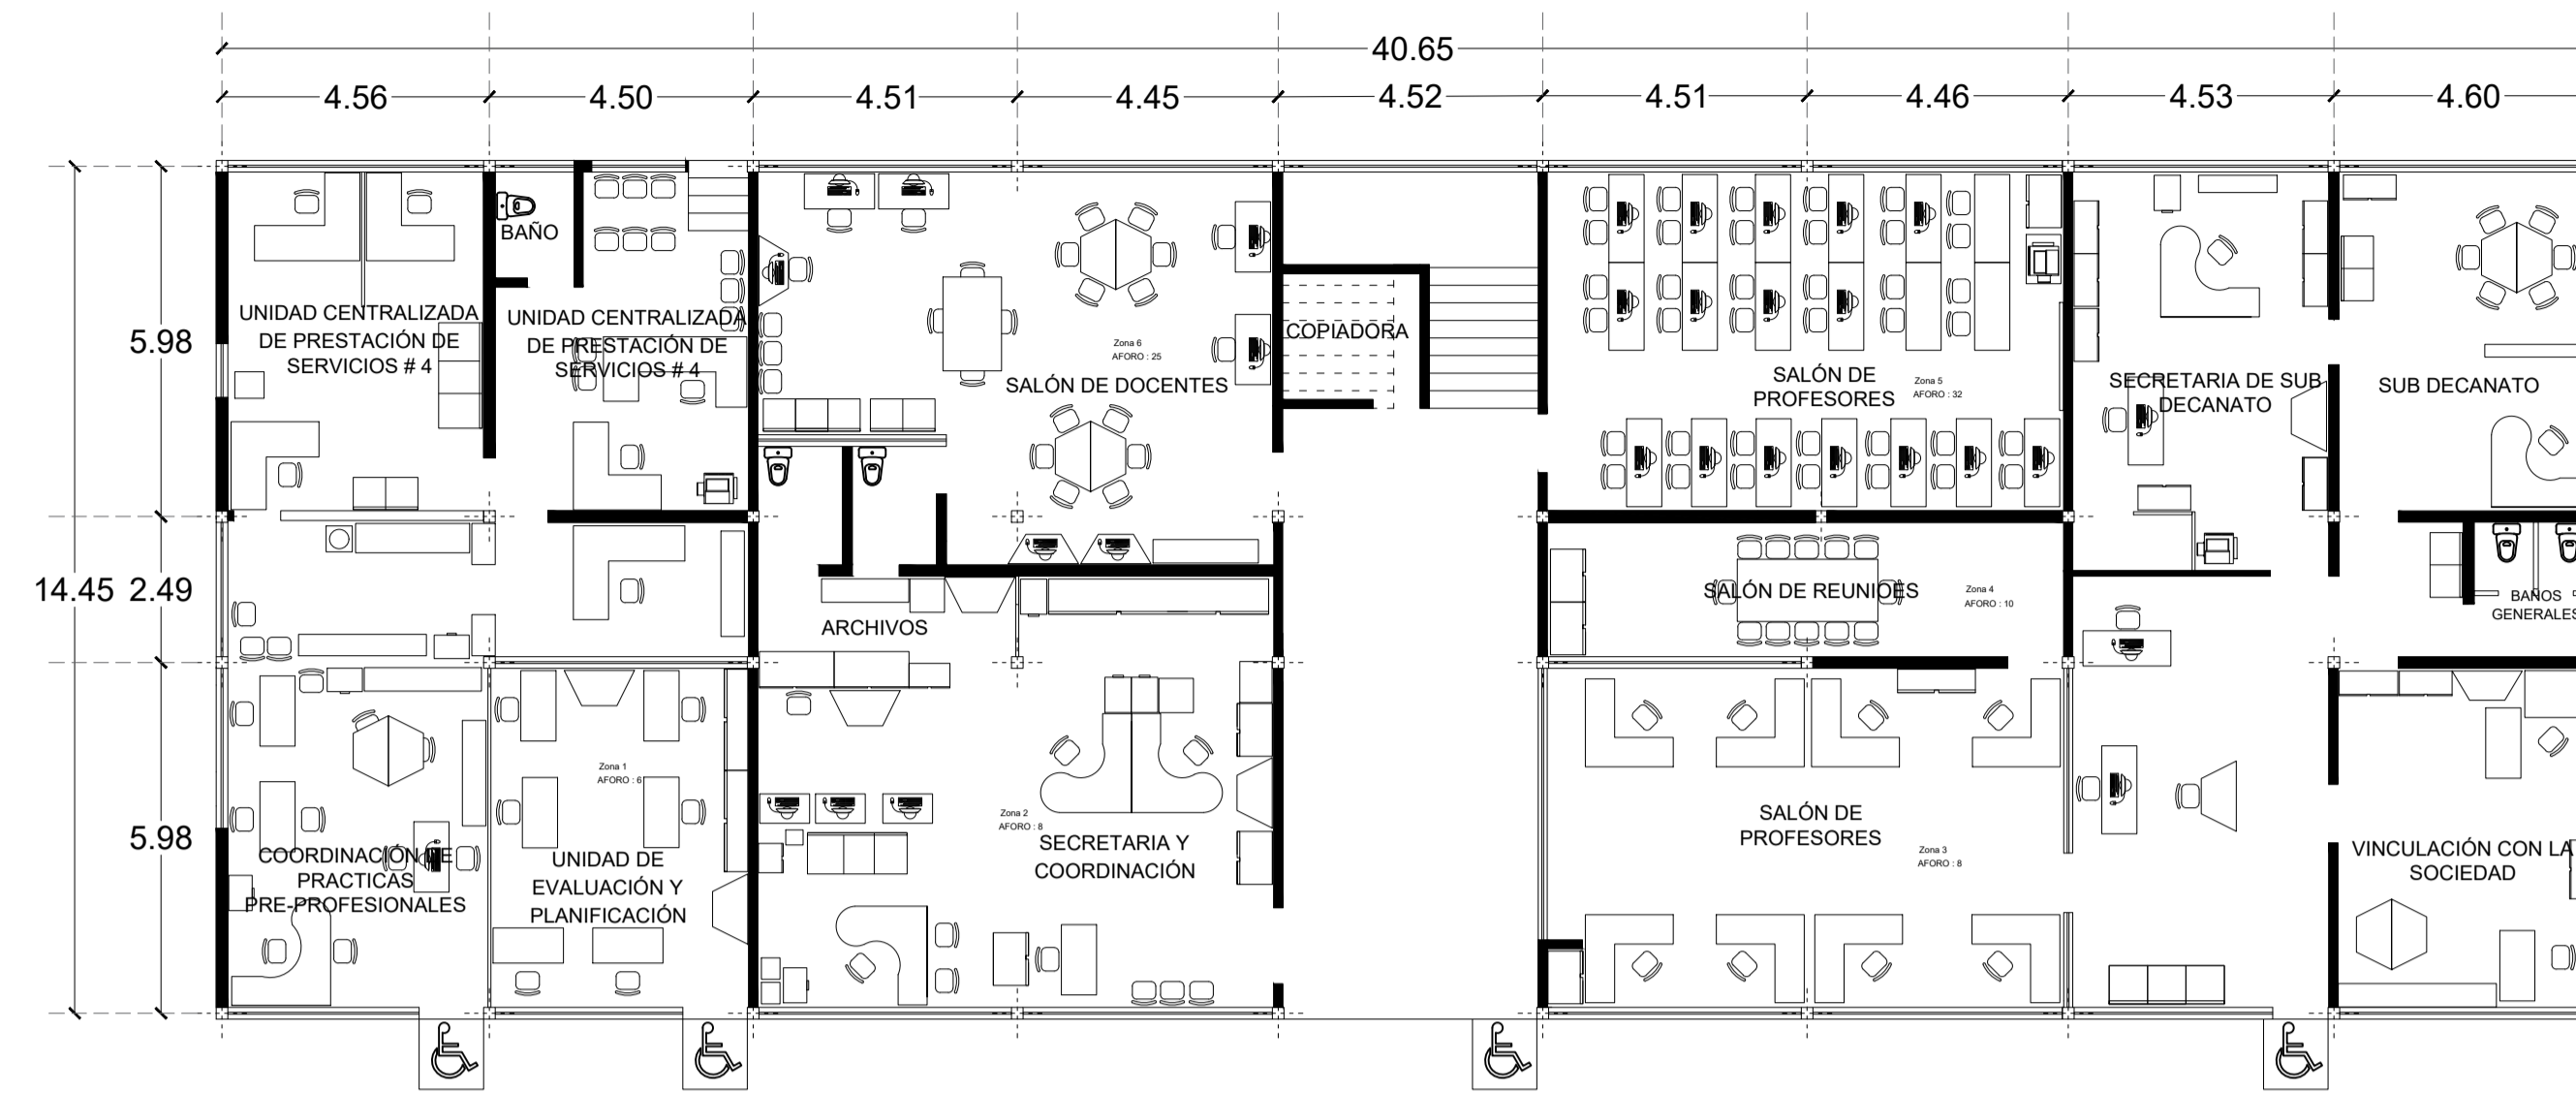 40.65
4.56 4.50 4.51 4.45 4.52 4.51 4.46 4.53 4.60
5.98
14.45 2.49
5.98
UNIDAD CENTRALIZADA
DE PRESTACIÓN DE
SERVICIOS # 4
BAÑO
UNIDAD CENTRALIZADA
DE PRESTACIÓN DE
SERVICIOS # 4
Zona 6
AFORO : 25
SALÓN DE DOCENTES
COPIADORA
SALÓN DE
PROFESORES
Zona 5
AFORO : 32
SECRETARIA DE SUB
DECANATO
SUB DECANATO
ARCHIVOS
SALÓN DE REUNIOES
Zona 4
AFORO : 10
BAÑOS
GENERALES
COORDINACIÓN DE
PRACTICAS
PRE-PROFESIONALES
Zona 1
AFORO : 6
UNIDAD DE
EVALUACIÓN Y
PLANIFICACIÓN
Zona 2
AFORO : 8
SECRETARIA Y
COORDINACIÓN
SALÓN DE
PROFESORES
Zona 3
AFORO : 8
VINCULACIÓN CON LA
SOCIEDAD